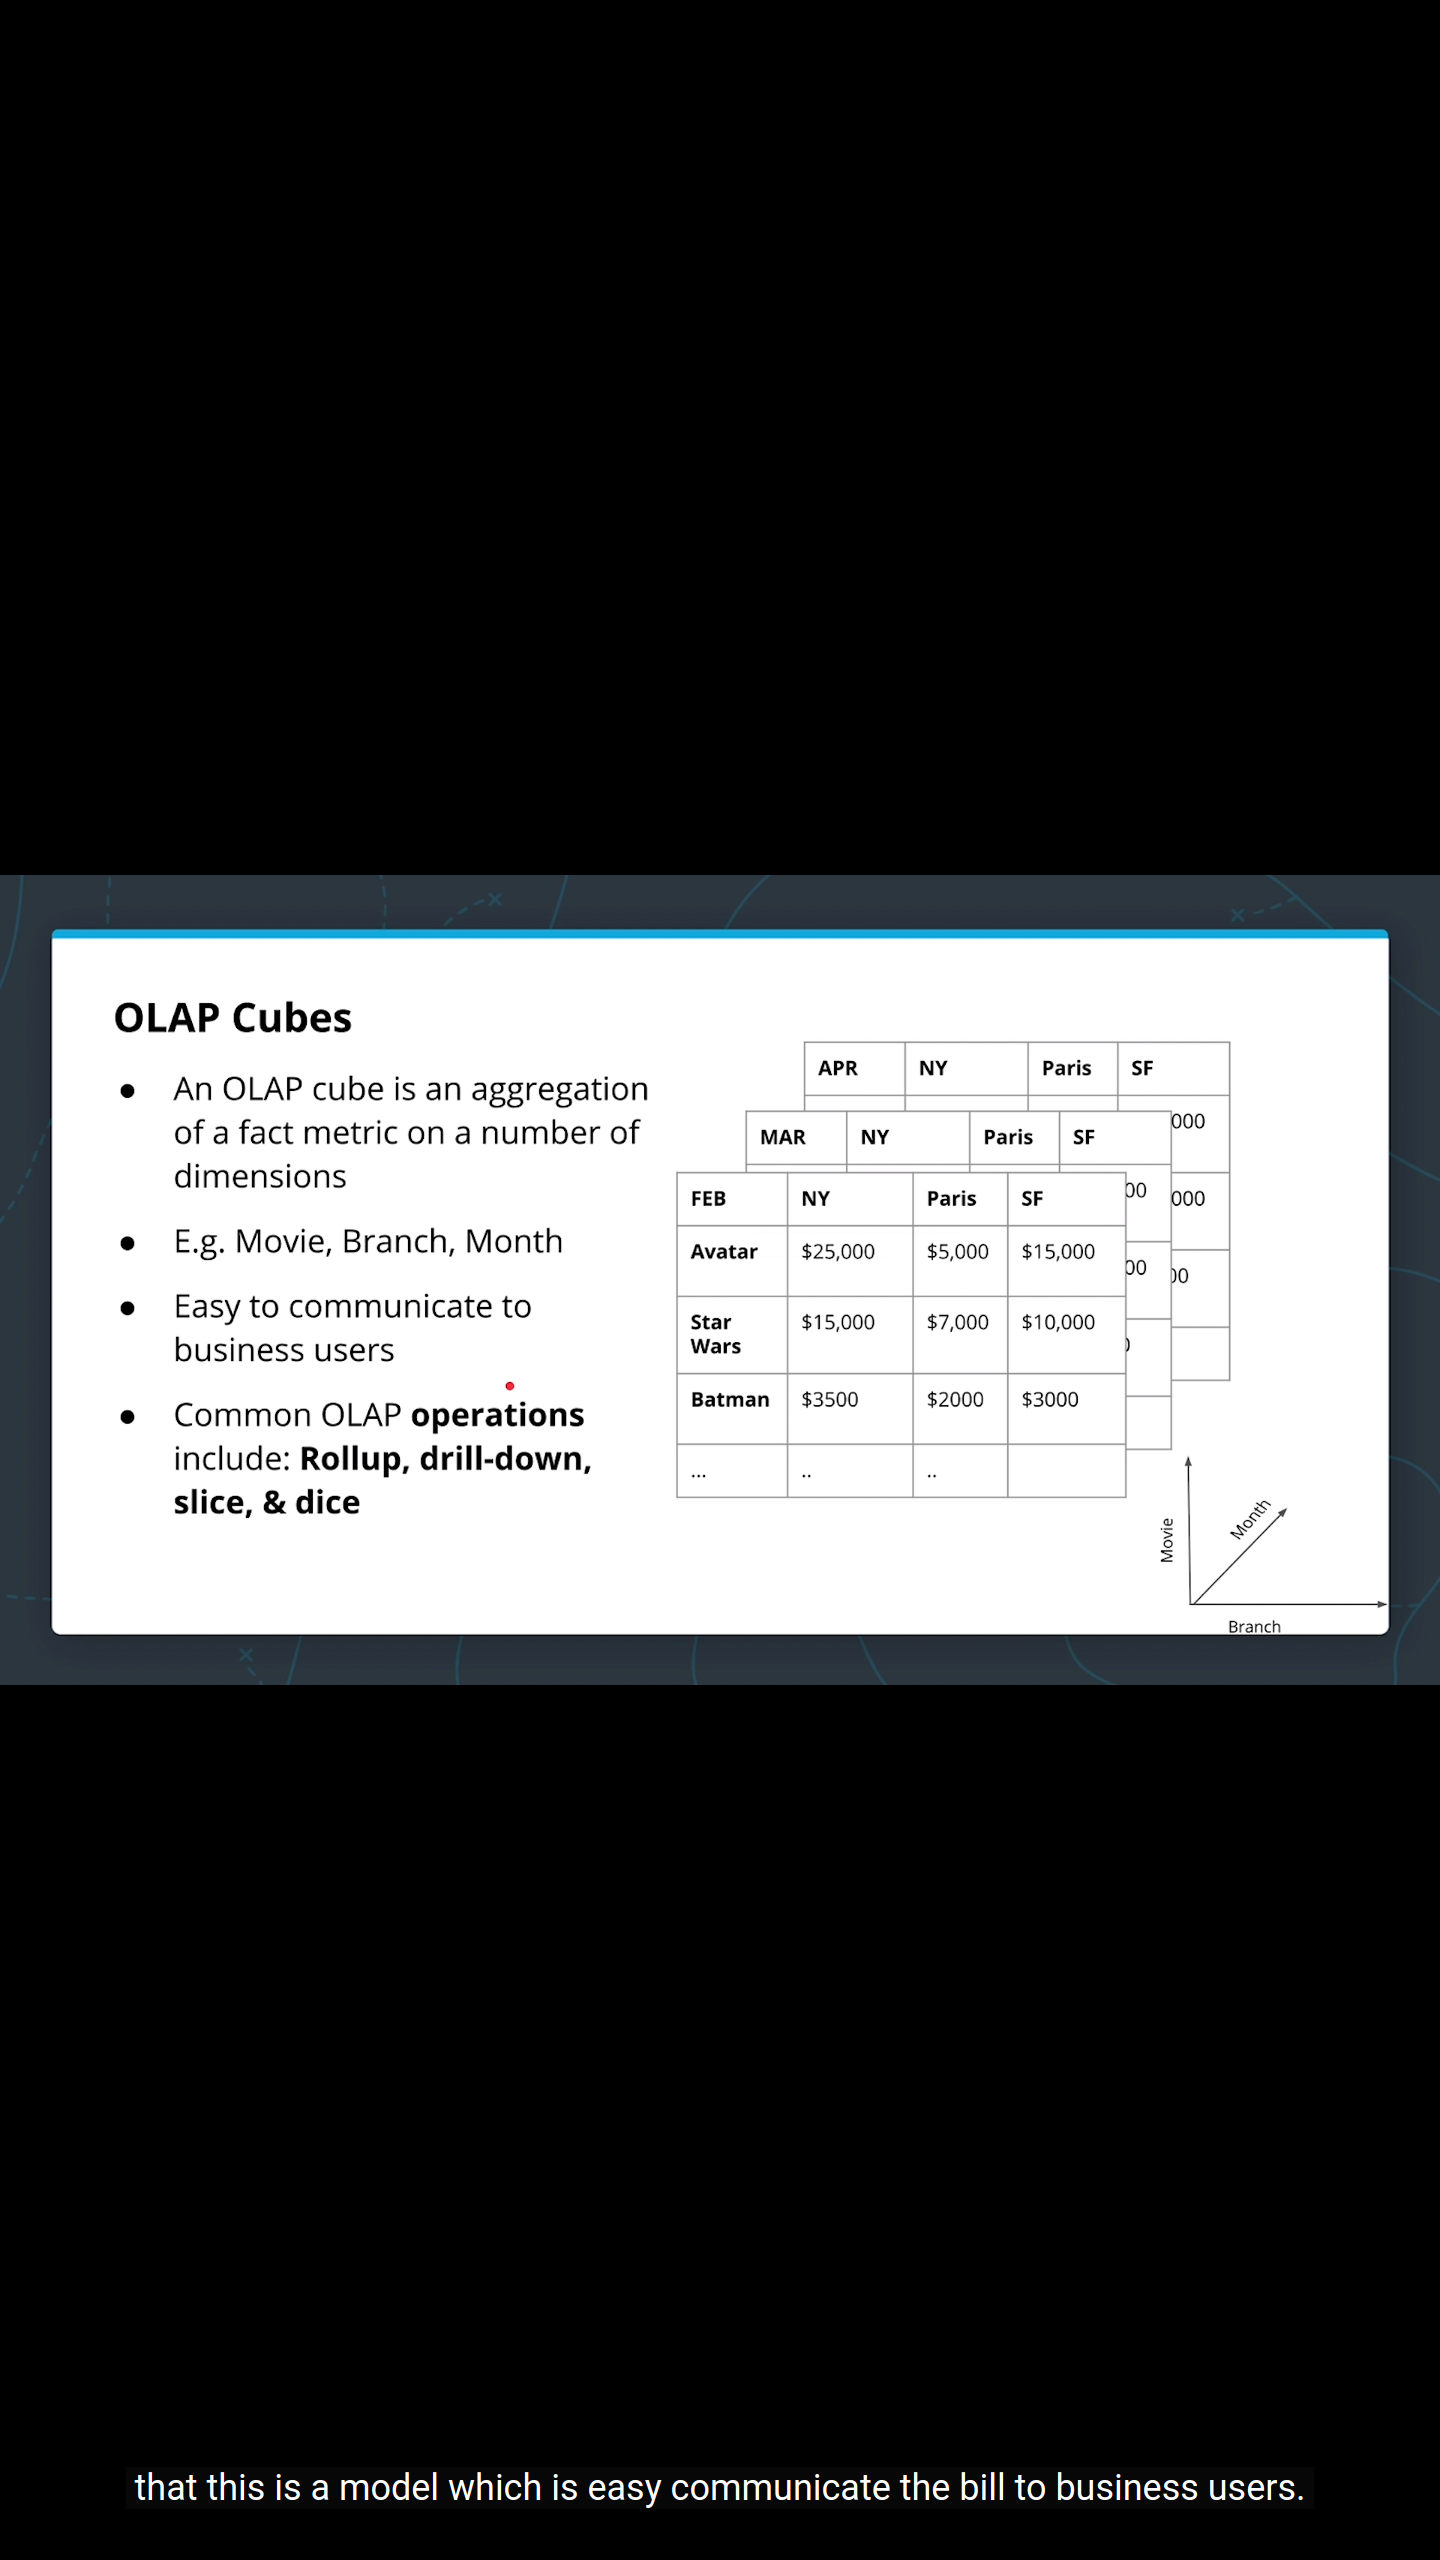 OLAP Cubes
● An OLAP cube is an aggregation
of a fact metric on a number of
dimensions
● E.g. Movie, Branch, Month
● Easy to communicate to
business users
● Common OLAP operations
include: Rollup, drill-down,
slice, & dice
APR NY Paris SF
000
000
00
MAR NY Paris SF
00
00
FEB NY Paris SF
Avatar $25,000 $5,000 $15,000
Star
Wars $15,000 $7,000 $10,000
Batman $3500 $2000 $3000
... .. ..
Movie
Month
Branch
that this is a model which is easy communicate the bill to business users.